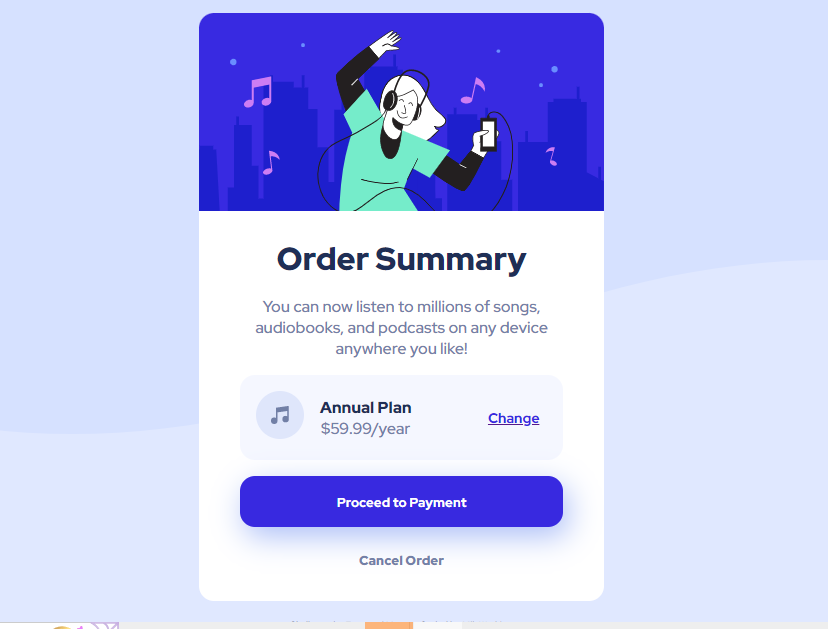 Order Summary
You can now listen to millions of songs,
audiobooks, and podcasts on any device
anywhere you like!
Annual Plan
$59.99/year
Change
Proceed to Payment
Cancel Order